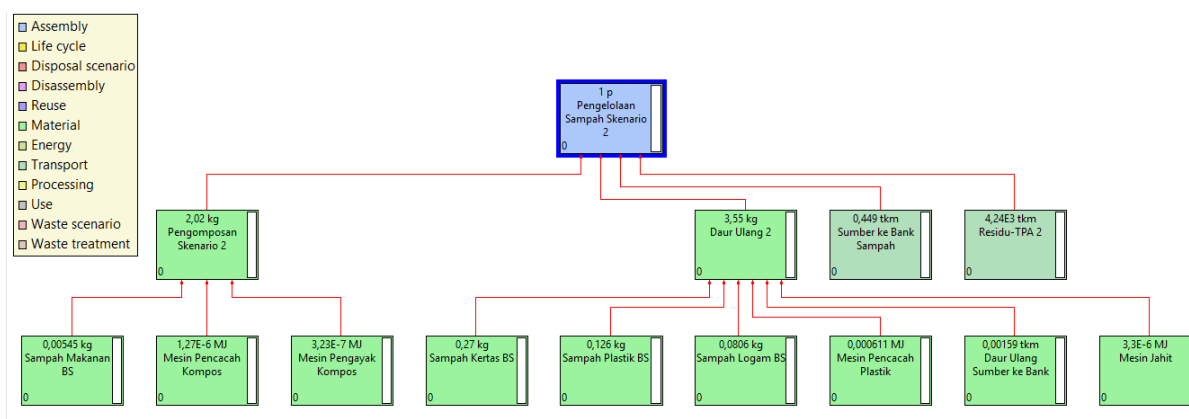 Assembly
Life cycle
Disposal scenario
Disassembly
Reuse
Material
Energy
Transport
Processing
Use
Waste scenario
Waste treatment
1 p
Pengelolaan
Sampah Skenario
2
0
2,02 kg
Pengomposan
Skenario 2
0
3,55 kg
Daur Ulang 2
0
0,449 tkm
Sumber ke Bank
Sampah
0
4,24E3 tkm
Residu-TPA 2
0
0,00545 kg
Sampah Makanan
BS
0
1,27E-6 MJ
Mesin Pencacah
Kompos
0
3,23E-7 MJ
Mesin Pengayak
Kompos
0
0,27 kg
Sampah Kertas BS
0
0,126 kg
Sampah Plastik BS
0
0,0806 kg
Sampah Logam BS
0
0,000611 MJ
Mesin Pencacah
Plastik
0
0,00159 tkm
Daur Ulang
Sumber ke Bank
0
3,3E-6 MJ
Mesin Jahit
0